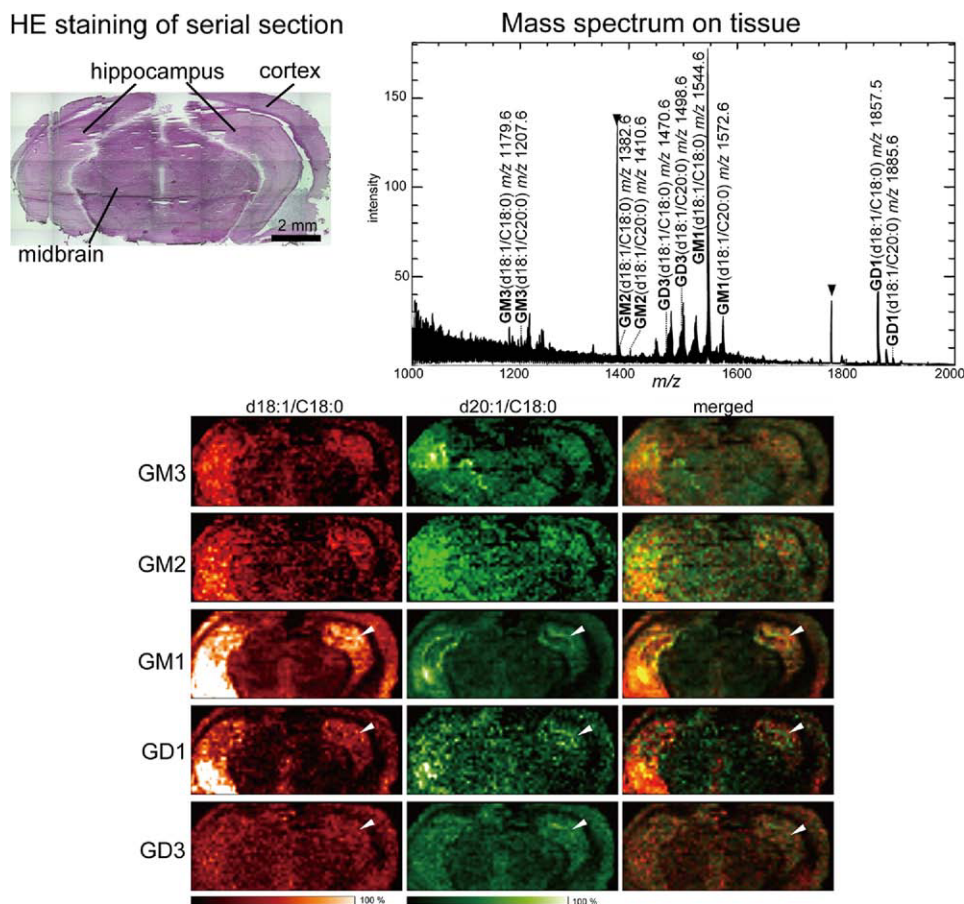 HE staining of serial section
hippocampus
cortex
midbrain
2 mm
Mass spectrum on tissue
intensity
150
100
50
GM3(d18:1/C18:0) m/z 1179.6
GM3(d18:1/C20:0) m/z 1207.6
GM2(d18:1/C18:0) m/z 1382.6
GM2(d18:1/C20:0) m/z 1410.6
GD3(d18:1/C18:0) m/z 1470.6
GD3(d18:1/C20:0) m/z 1498.6
GM1(d18:1/C18:0) m/z 1544.6
GM1(d18:1/C20:0) m/z 1572.6
GD1(d18:1/C18:0) m/z 1857.5
GD1(d18:1/C20:0) m/z 1885.6
1000 1200 1400 1600 1800 2000
m/z
d18:1/C18:0 d20:1/C18:0 merged
GM3
GM2
GM1
GD1
GD3
100 % 100 %